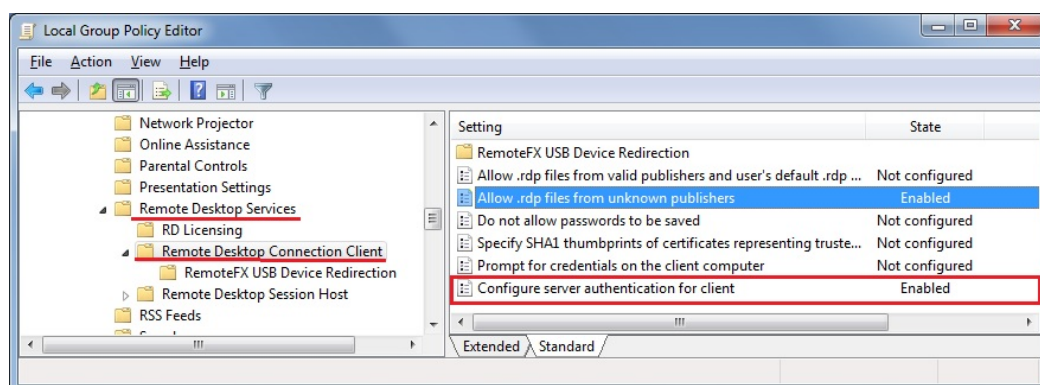 Local Group Policy Editor
File Action View Help
Network Projector
Online Assistance
Parental Controls
Presentation Settings
Remote Desktop Services
RD Licensing
Remote Desktop Connection Client
RemoteFX USB Device Redirection
Remote Desktop Session Host
RSS Feeds
Setting State
RemoteFX USB Device Redirection
Allow .rdp files from valid publishers and user's default .rdp ... Not configured
Allow .rdp files from unknown publishers Enabled
Do not allow passwords to be saved Not configured
Specify SHA1 thumbprints of certificates representing truste... Not configured
Prompt for credentials on the client computer Not configured
Configure server authentication for client Enabled
Extended Standard